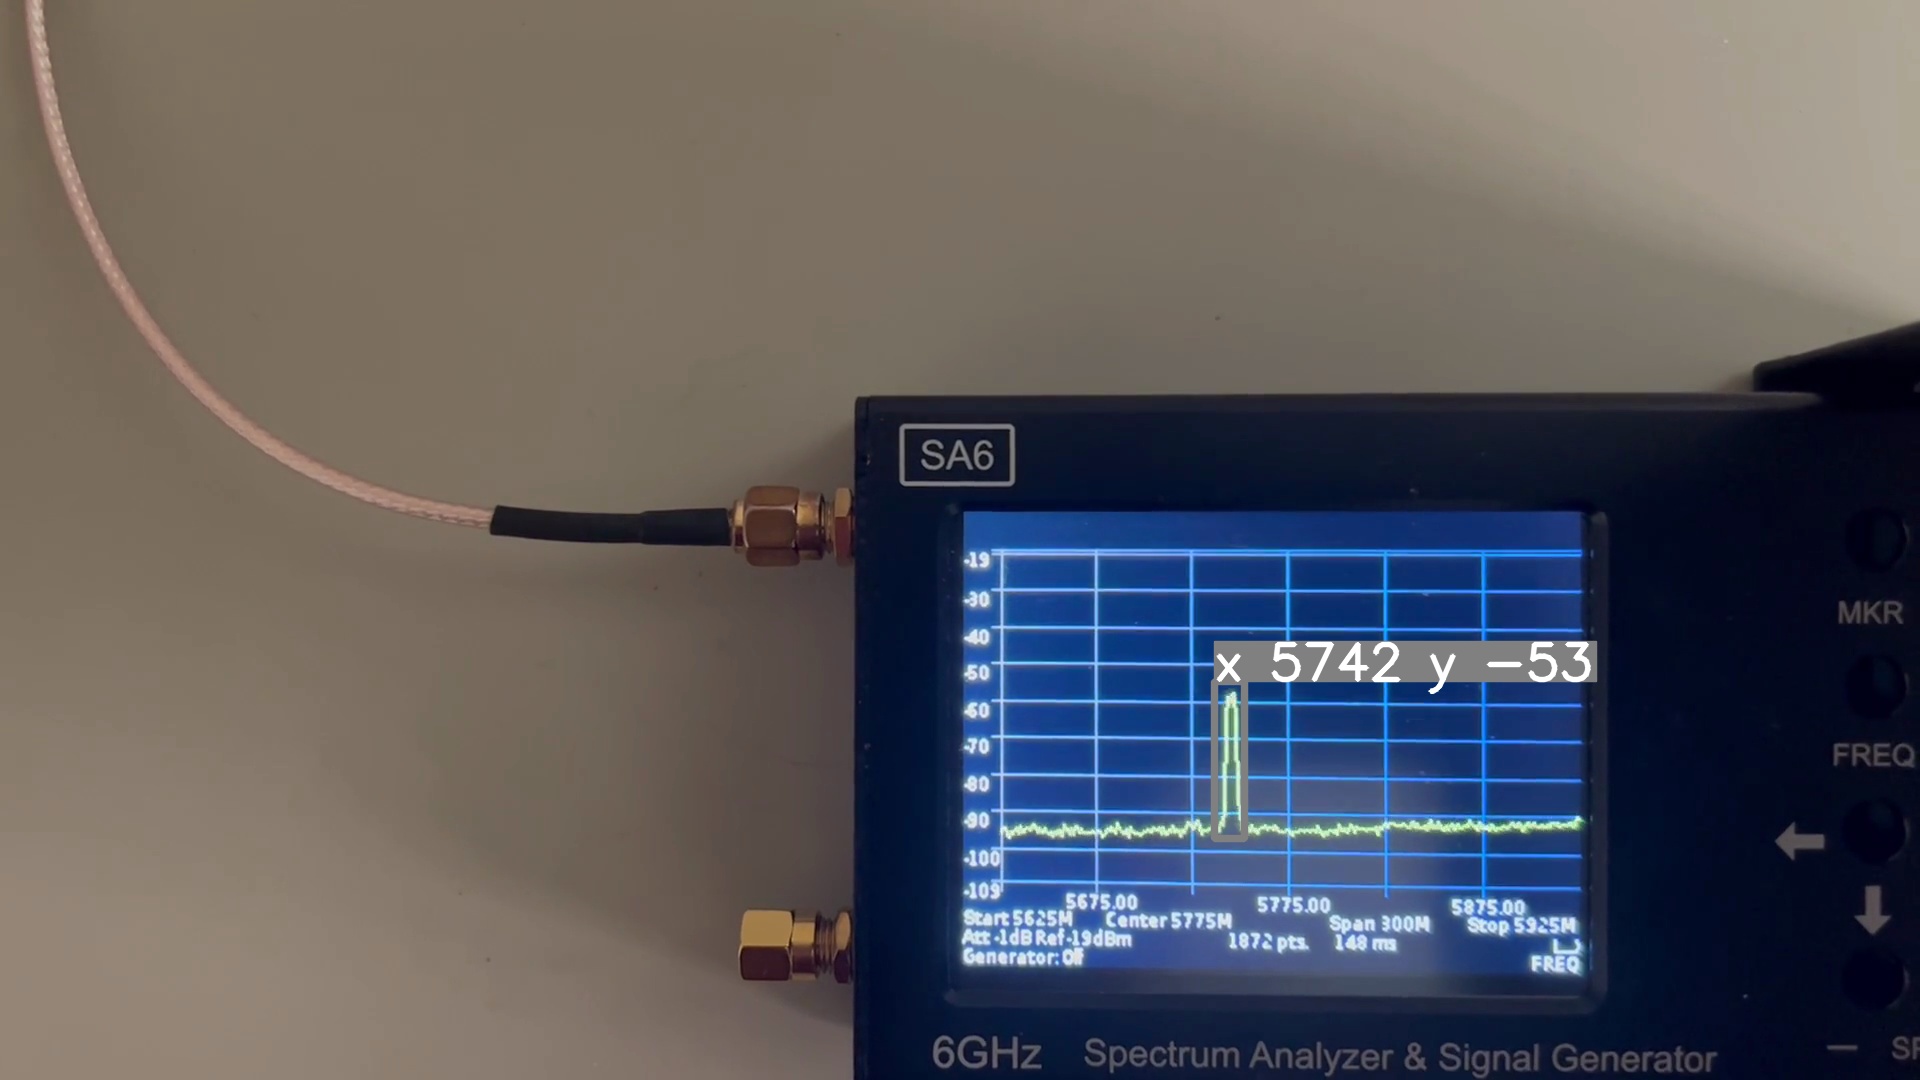 SA6
-19
-30
-40
x 5742 y -53
-50
-60
-70
-80
-90
-100
-109
5675.00 5775.00 5875.00
Start 5625M Center 5775M Span 300M Stop 5925M
Att -1dB Ref -19dBm 1872 pts. 148 ms
Generator: Off FREQ
MKR
FREQ
6GHz Spectrum Analyzer & Signal Generator